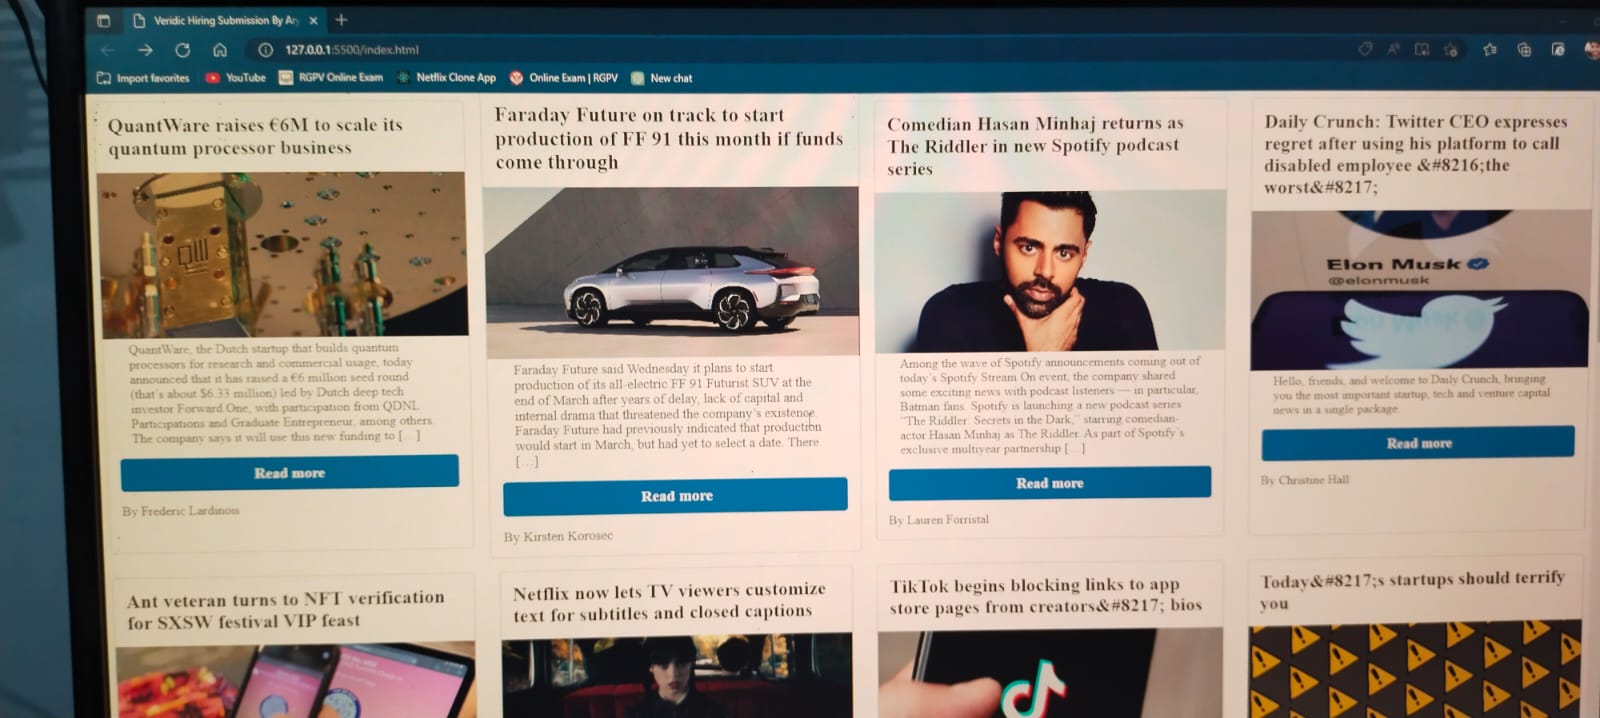 Veridic Hiring Submission By Ary
127.0.0.1:5500/index.html
Import favorites
YouTube
RGPV Online Exam
Netflix Clone App
Online Exam | RGPV
New chat
QuantWare raises €6M to scale its
quantum processor business
QuantWare, the Dutch startup that builds quantum
processors for research and commercial usage, today
announced that it has raised a €6 million seed round
(that's about $6.33 million) led by Dutch deep tech
investor Forward One, with participation from QDNL
Participations and Graduate Entrepreneur, among others.
The company says it will use this new funding to […]
Read more
By Frederic Lardinois
Faraday Future on track to start
production of FF 91 this month if funds
come through
Faraday Future said Wednesday it plans to start
production of its all-electric FF 91 Futurist SUV at the
end of March after years of delay, lack of capital and
internal drama that threatened the company's existence.
Faraday Future had previously indicated that production
would start in March, but had yet to select a date. There
[…]
Read more
By Kirsten Korosec
Comedian Hasan Minhaj returns as
The Riddler in new Spotify podcast
series
Among the wave of Spotify announcements coming out of
today's Spotify Stream On event, the company shared
some exciting news with podcast listeners — in particular,
Batman fans. Spotify is launching a new podcast series
"The Riddler: Secrets in the Dark," starring comedian-
actor Hasan Minhaj as The Riddler. As part of Spotify's
exclusive multiyear partnership […]
Read more
By Lauren Forristal
Daily Crunch: Twitter CEO expresses
regret after using his platform to call
disabled employee &#8216;the
worst&#8217;
Elon Musk
@elonmusk
Hello, friends, and welcome to Daily Crunch, bringing
you the most important startup, tech and venture capital
news in a single package.
Read more
By Christine Hall
Ant veteran turns to NFT verification
for SXSW festival VIP feast
Netflix now lets TV viewers customize
text for subtitles and closed captions
TikTok begins blocking links to app
store pages from creators&#8217; bios
Today&#8217;s startups should terrify
you